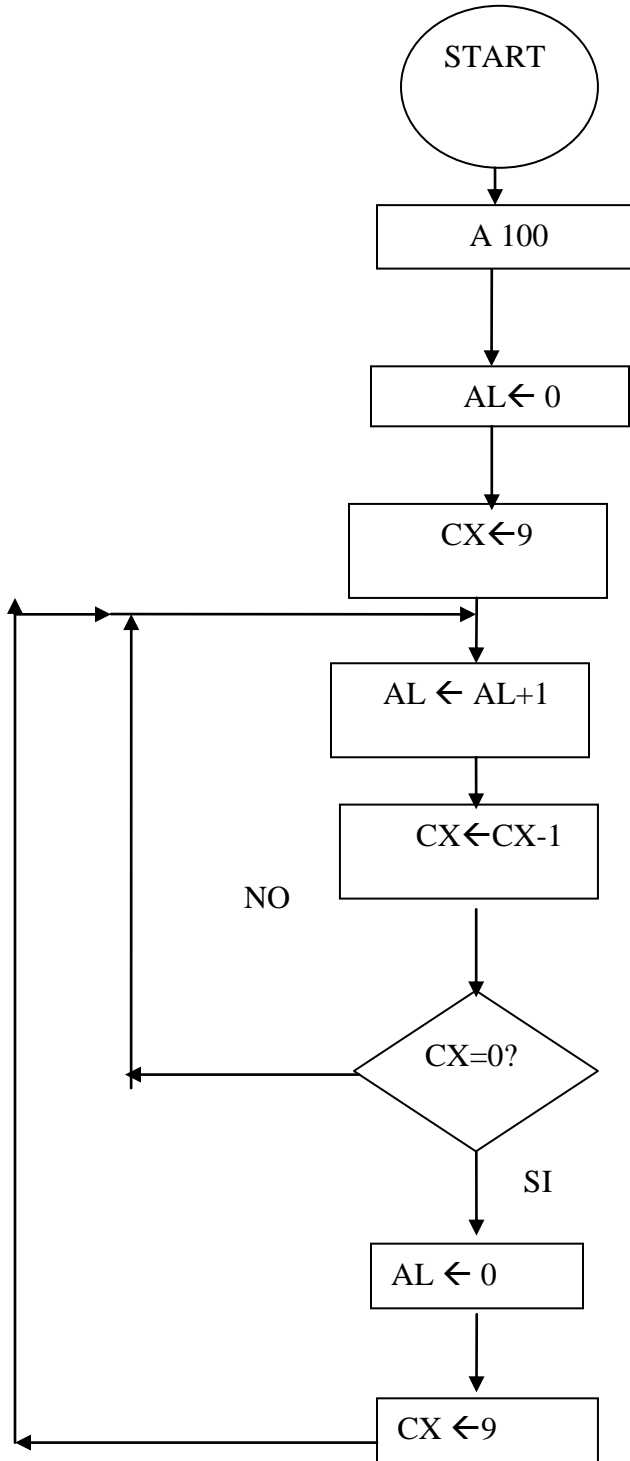 START
A 100
AL← 0
CX←9
AL ← AL+1
CX←CX-1
NO
CX=0?
SI
AL ← 0
CX ←9